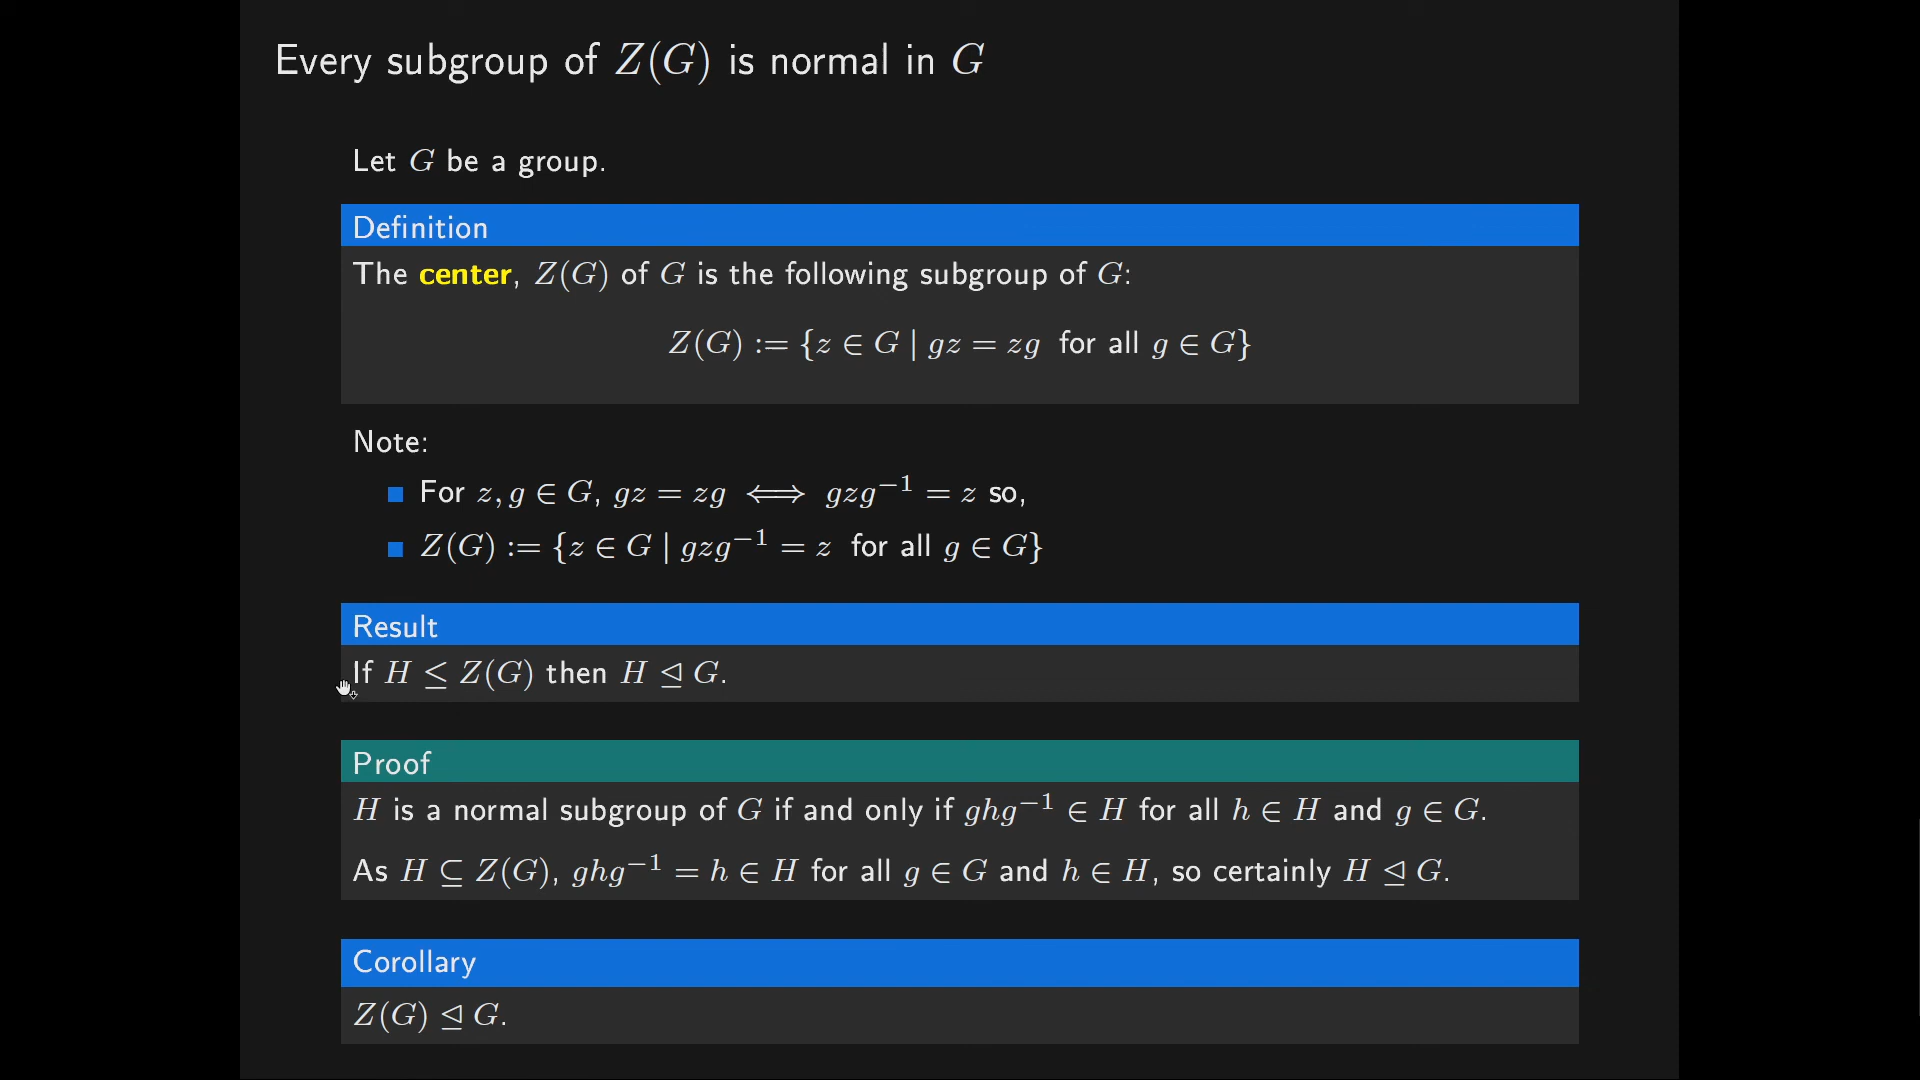 Every subgroup of Z(G) is normal in G
Let G be a group.
Definition
The center, Z(G) of G is the following subgroup of G:
Z(G) := {z ∈ G | gz = zg for all g ∈ G}
Note:
For z, g ∈ G, gz = zg ⟺ gzg⁻¹ = z so,
Z(G) := {z ∈ G | gzg⁻¹ = z for all g ∈ G}
Result
If H ≤ Z(G) then H ⊴ G.
Proof
H is a normal subgroup of G if and only if ghg⁻¹ ∈ H for all h ∈ H and g ∈ G.
As H ⊆ Z(G), ghg⁻¹ = h ∈ H for all g ∈ G and h ∈ H, so certainly H ⊴ G.
Corollary
Z(G) ⊴ G.